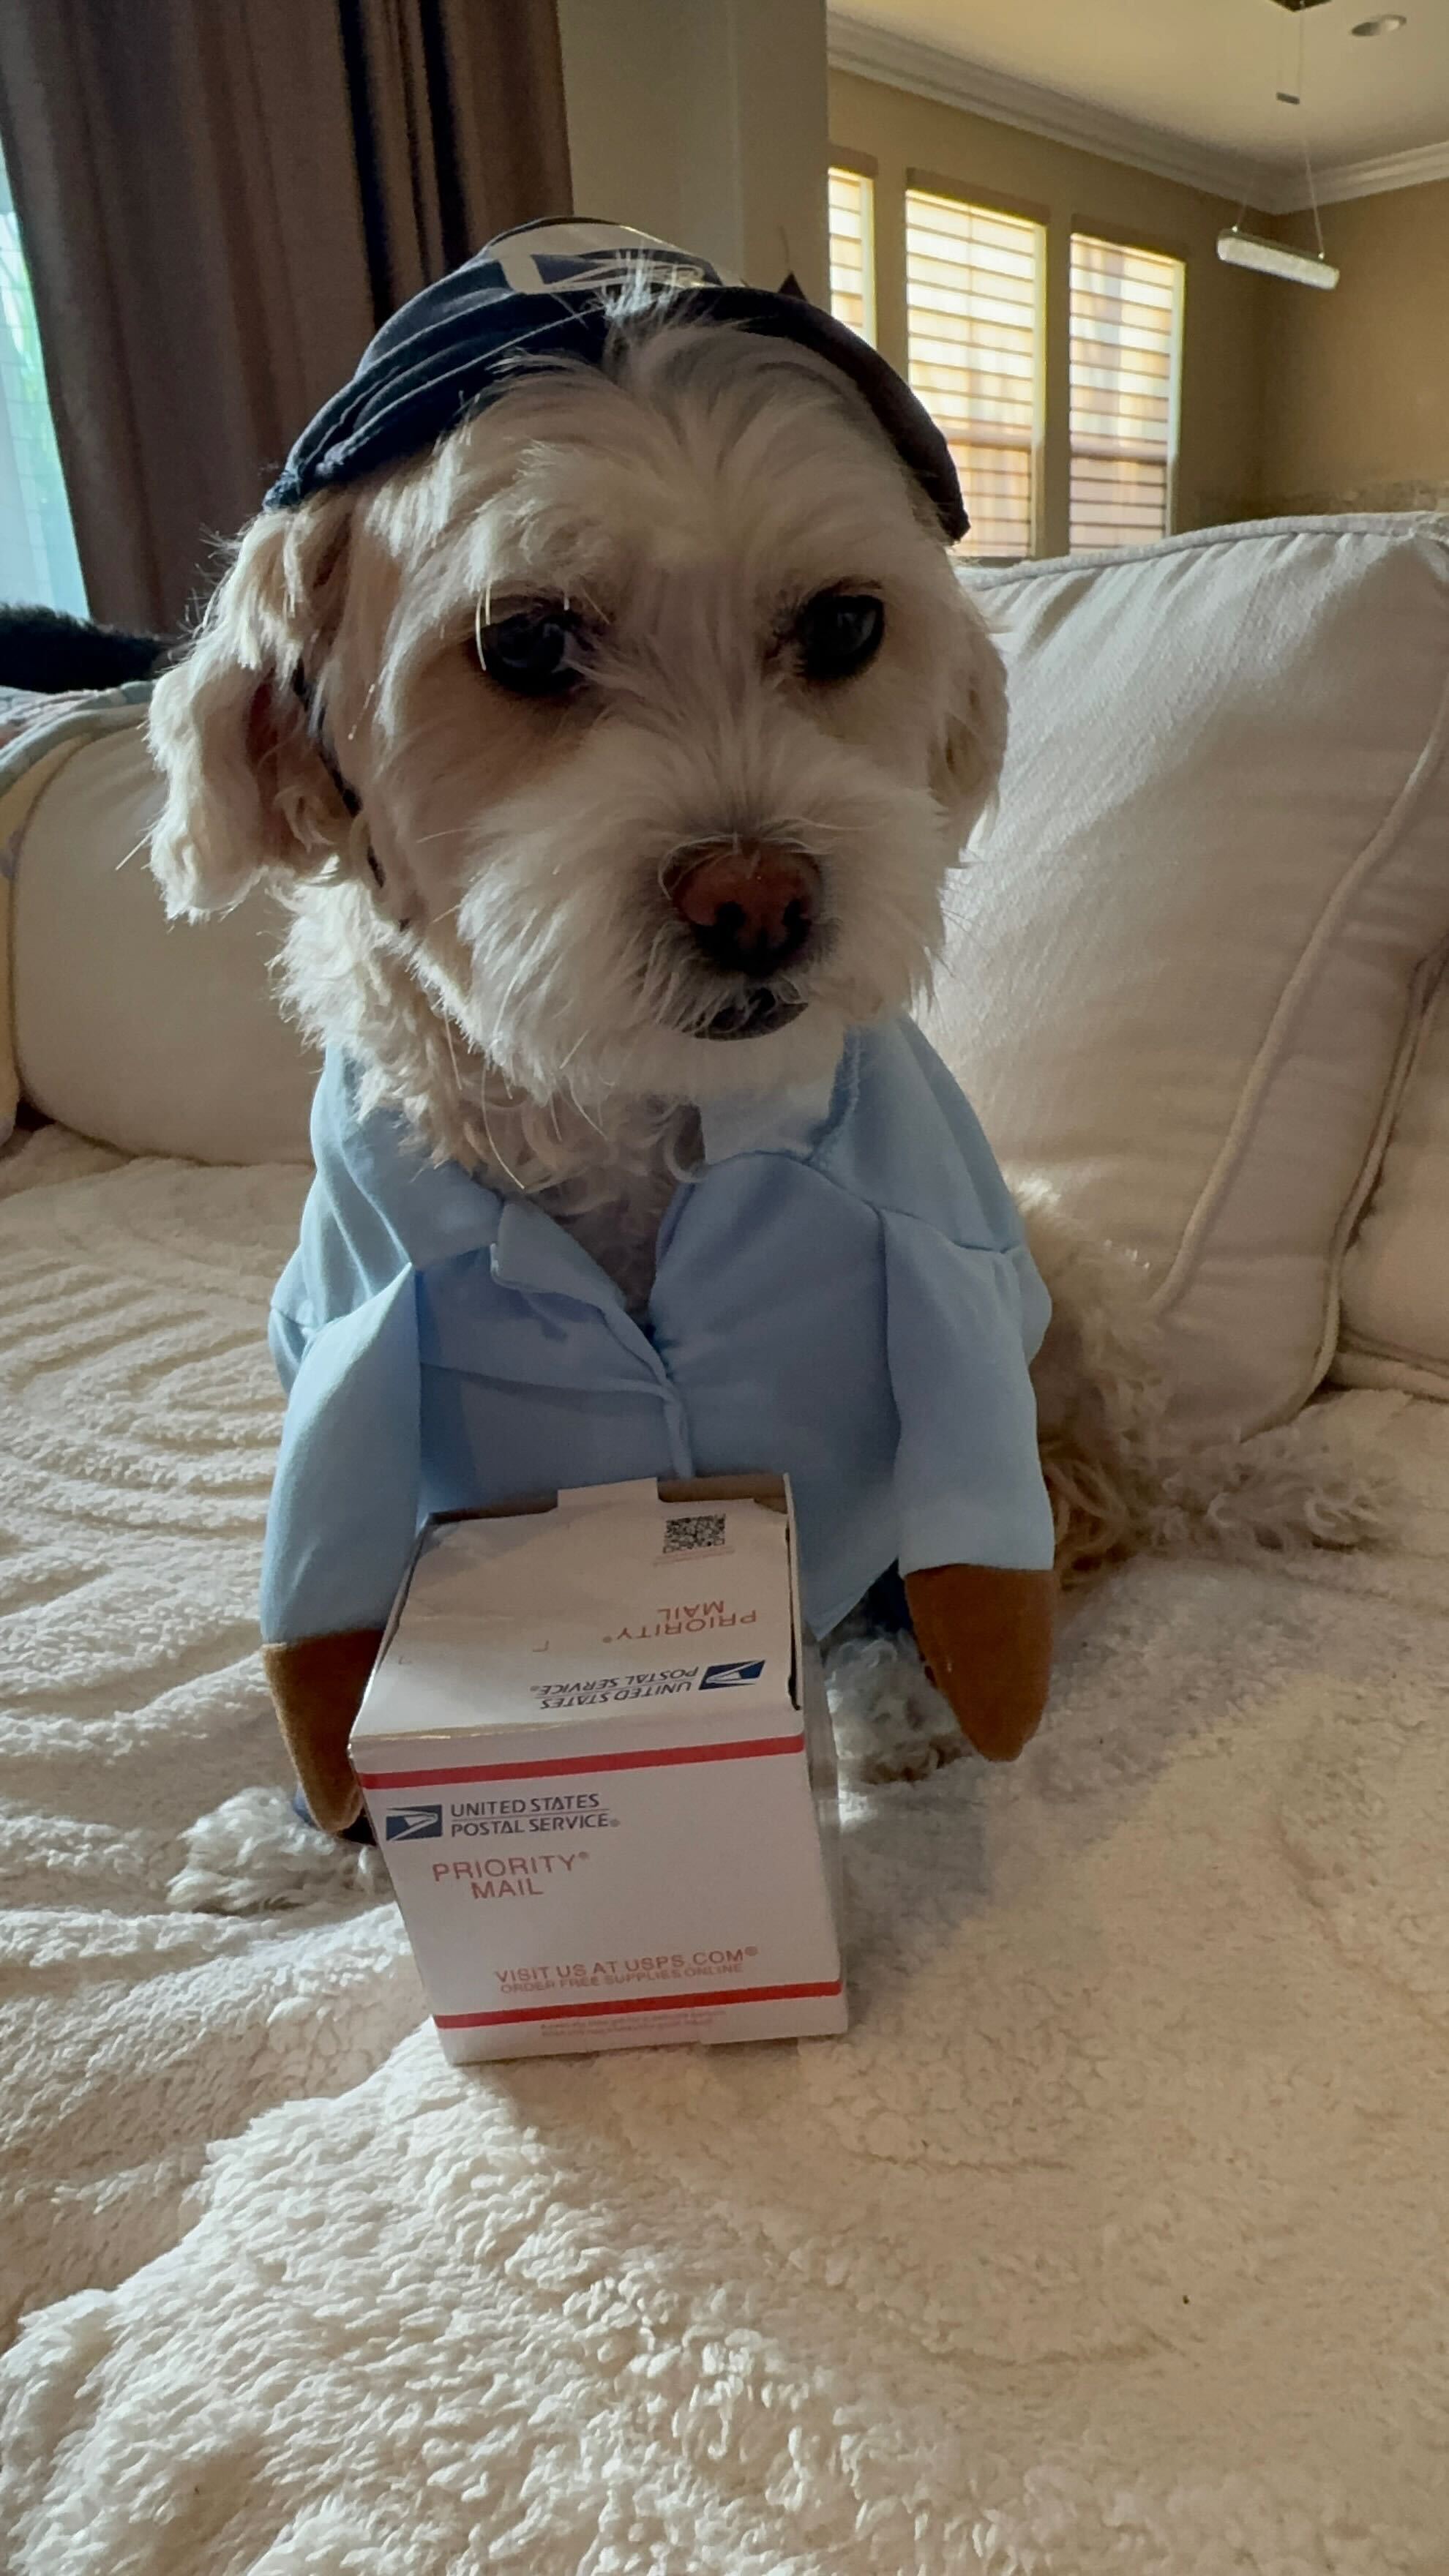 PRIORITY®
MAIL
UNITED STATES
POSTAL SERVICE®
UNITED STATES
POSTAL SERVICE®
PRIORITY®
MAIL
VISIT US AT USPS.COM®
ORDER FREE SUPPLIES ONLINE